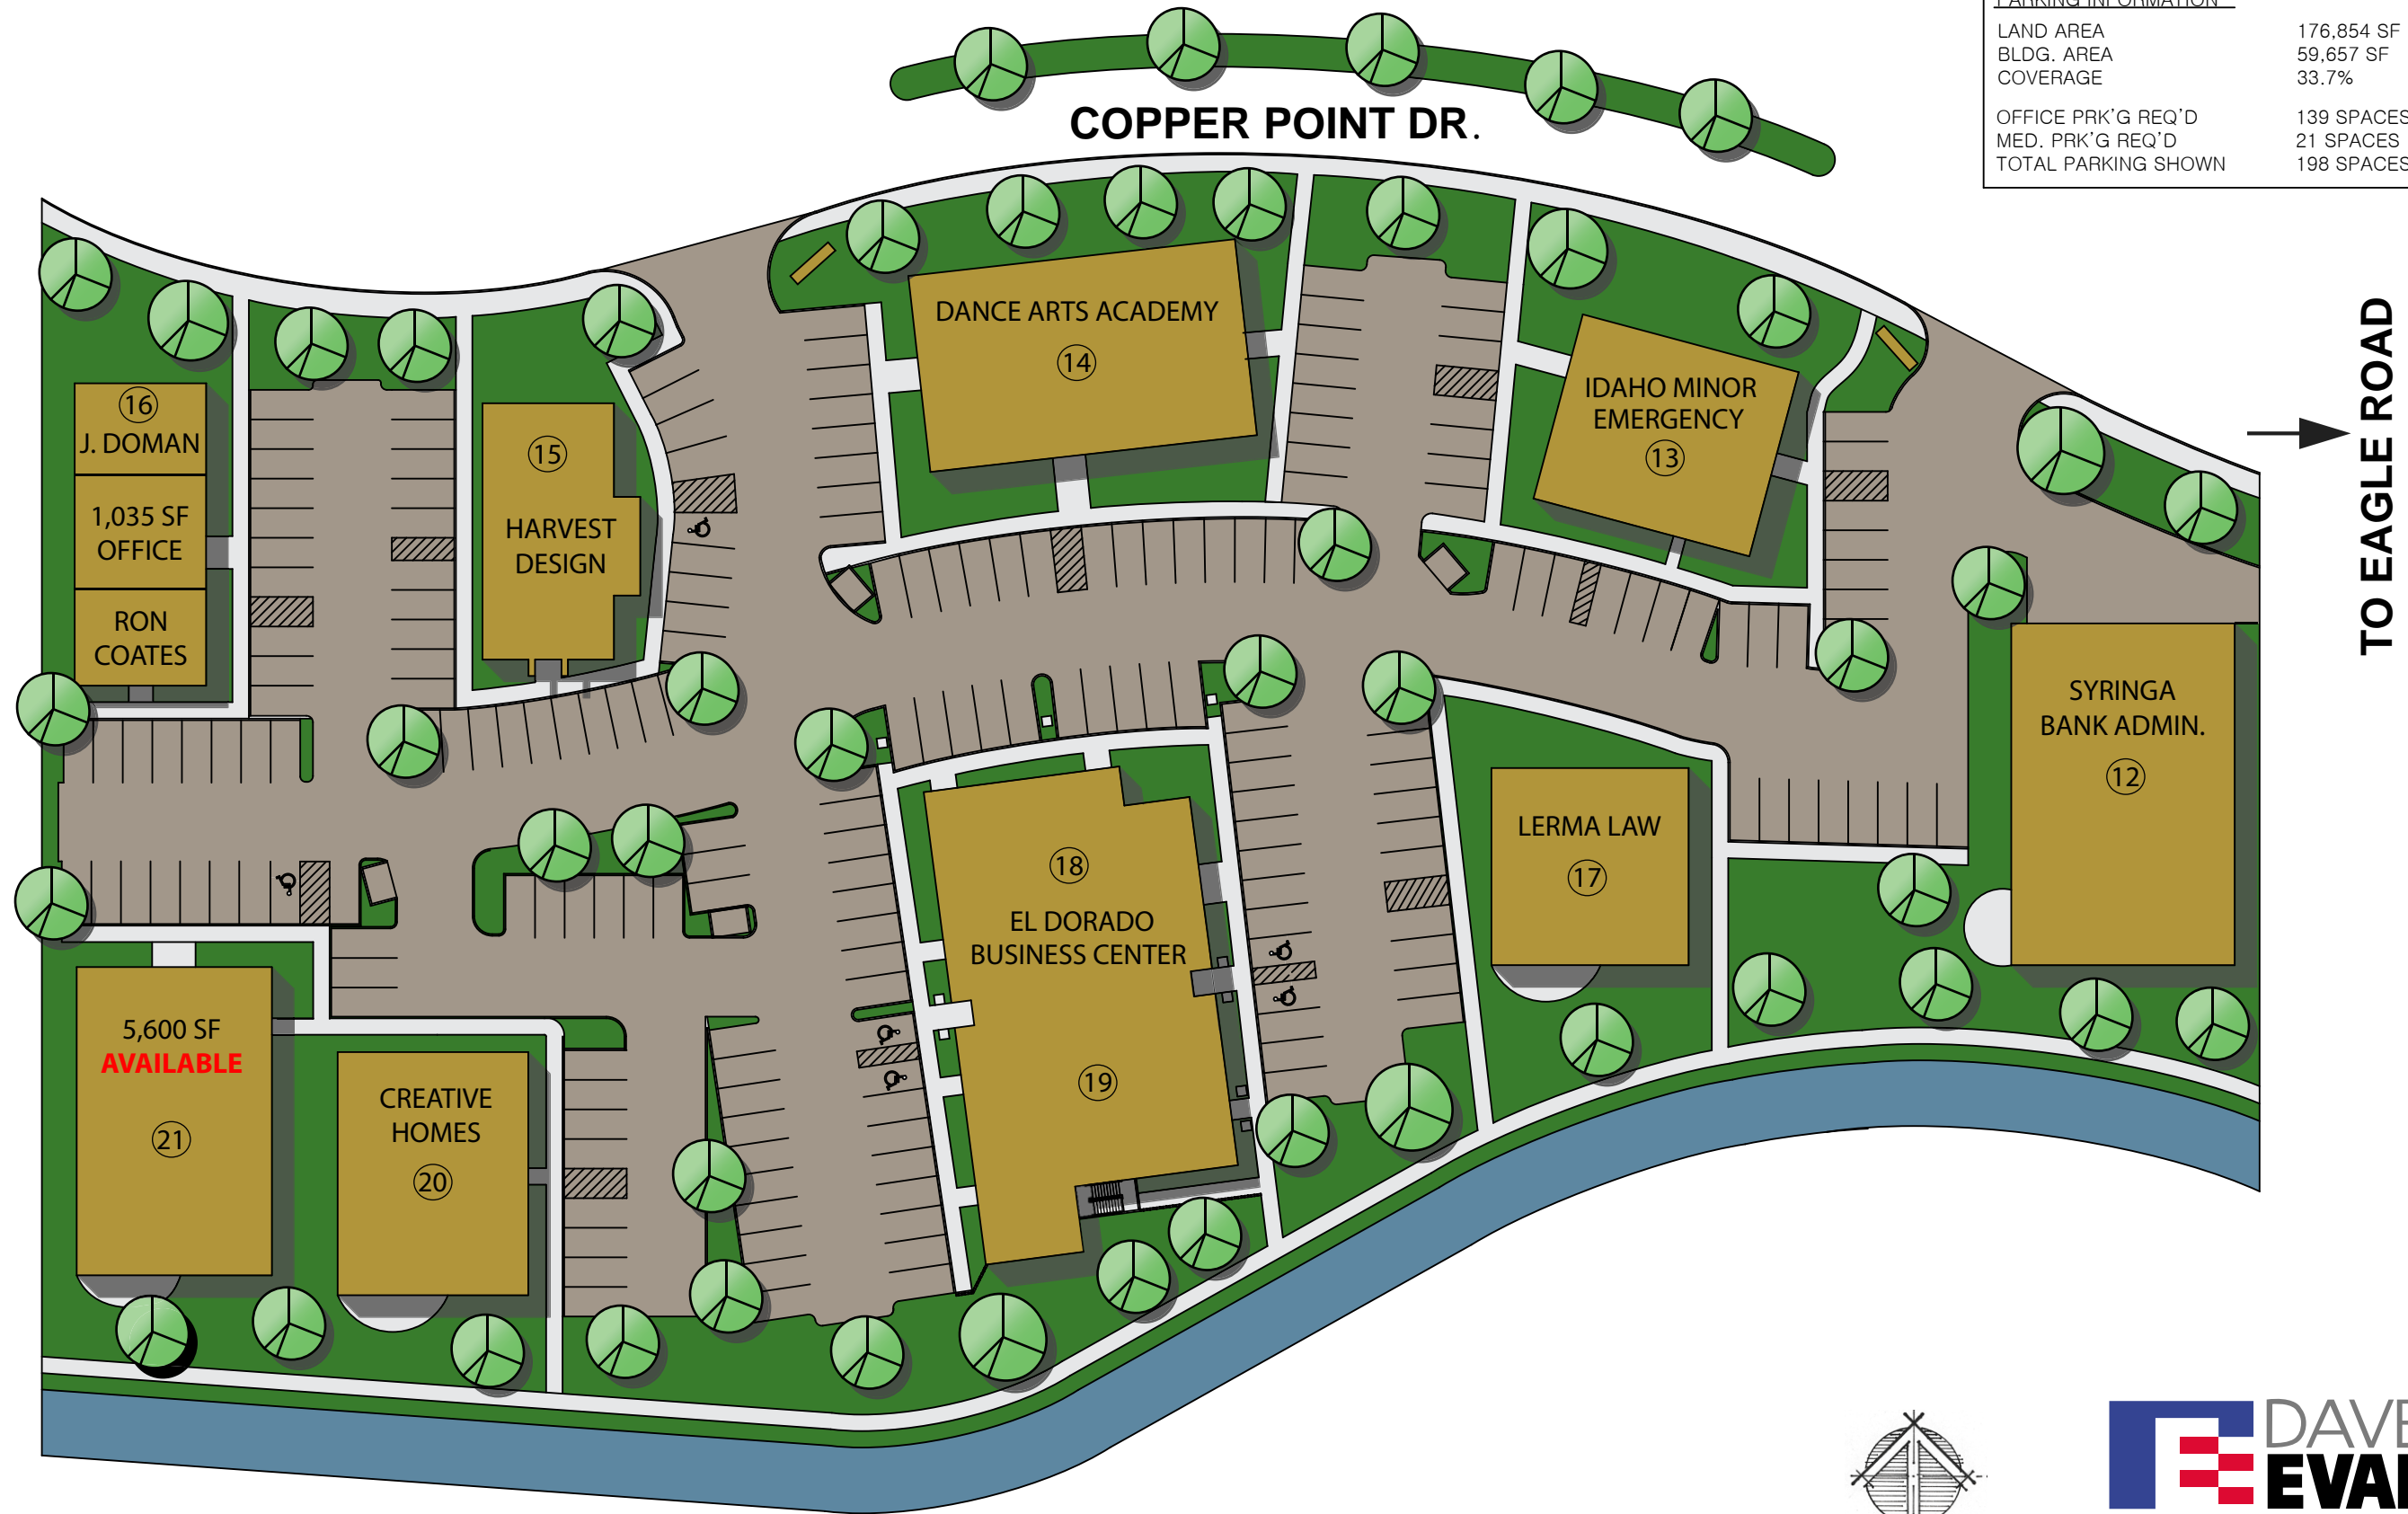 PARKING INFORMATION
LAND AREA 176,854 SF
BLDG. AREA 59,657 SF
COVERAGE 33.7%
OFFICE PRK'G REQ'D 139 SPACES
MED. PRK'G REQ'D 21 SPACES
TOTAL PARKING SHOWN 198 SPACES
COPPER POINT DR.
TO EAGLE ROAD
DANCE ARTS ACADEMY
14
IDAHO MINOR
EMERGENCY
13
16
J. DOMAN
1,035 SF
OFFICE
RON
COATES
15
HARVEST
DESIGN
SYRINGA
BANK ADMIN.
12
LERMA LAW
17
18
EL DORADO
BUSINESS CENTER
19
5,600 SF
AVAILABLE
21
CREATIVE
HOMES
20
DAVE
EVA